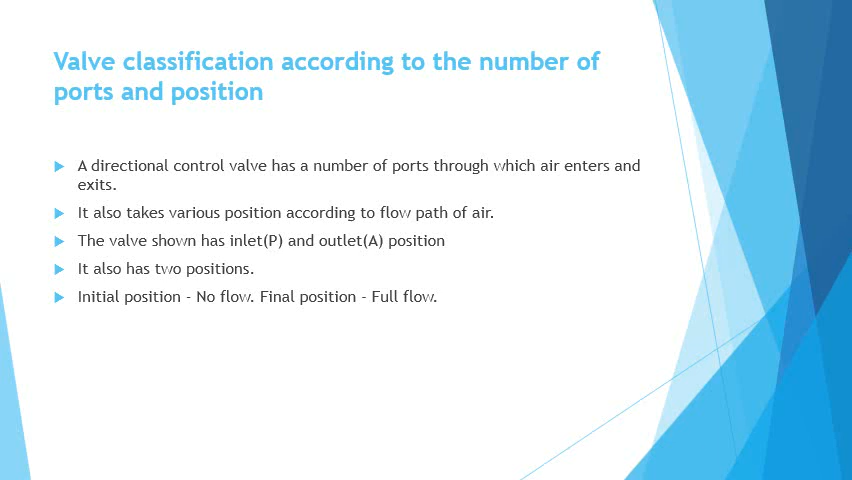 Valve classification according to the number of
ports and position
A directional control valve has a number of ports through which air enters and
exits.
It also takes various position according to flow path of air.
The valve shown has inlet(P) and outlet(A) position
It also has two positions.
Initial position - No flow. Final position - Full flow.